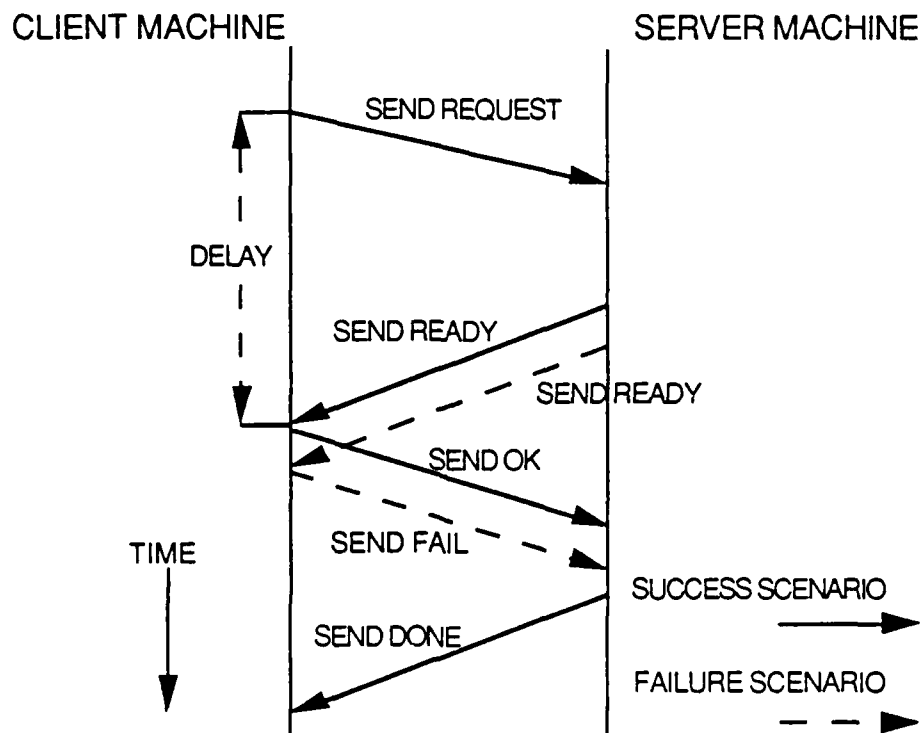 CLIENT MACHINE
SERVER MACHINE
SEND REQUEST
DELAY
SEND READY
SEND READY
SEND OK
SEND FAIL
TIME
SUCCESS SCENARIO
SEND DONE
FAILURE SCENARIO